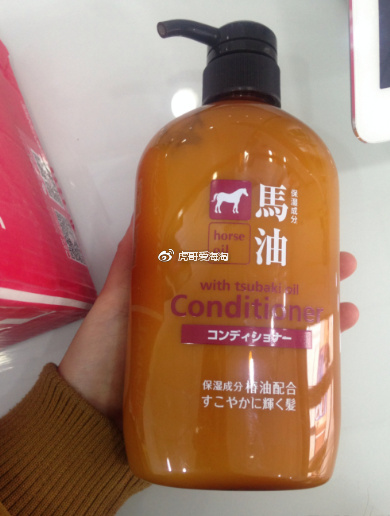 保湿成分
馬油
horse
oil
虎哥爱海淘
with tsubaki oil
Conditioner
コンディショナー
保湿成分 椿油配合
すこやかに輝く髪